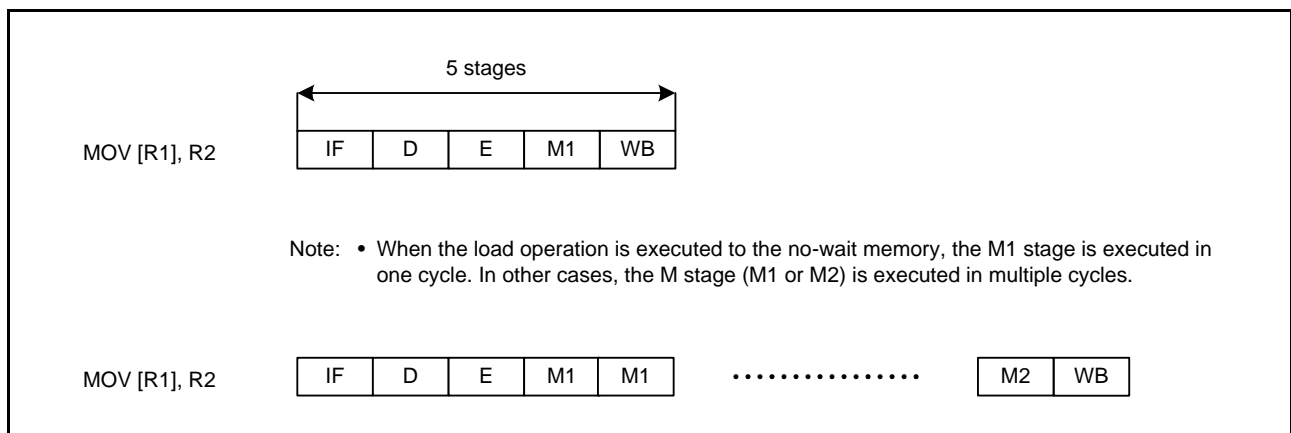 5 stages
MOV [R1], R2 IF D E M1 WB
Note: • When the load operation is executed to the no-wait memory, the M1 stage is executed in
one cycle. In other cases, the M stage (M1 or M2) is executed in multiple cycles.
MOV [R1], R2 IF D E M1 M1 ................ M2 WB